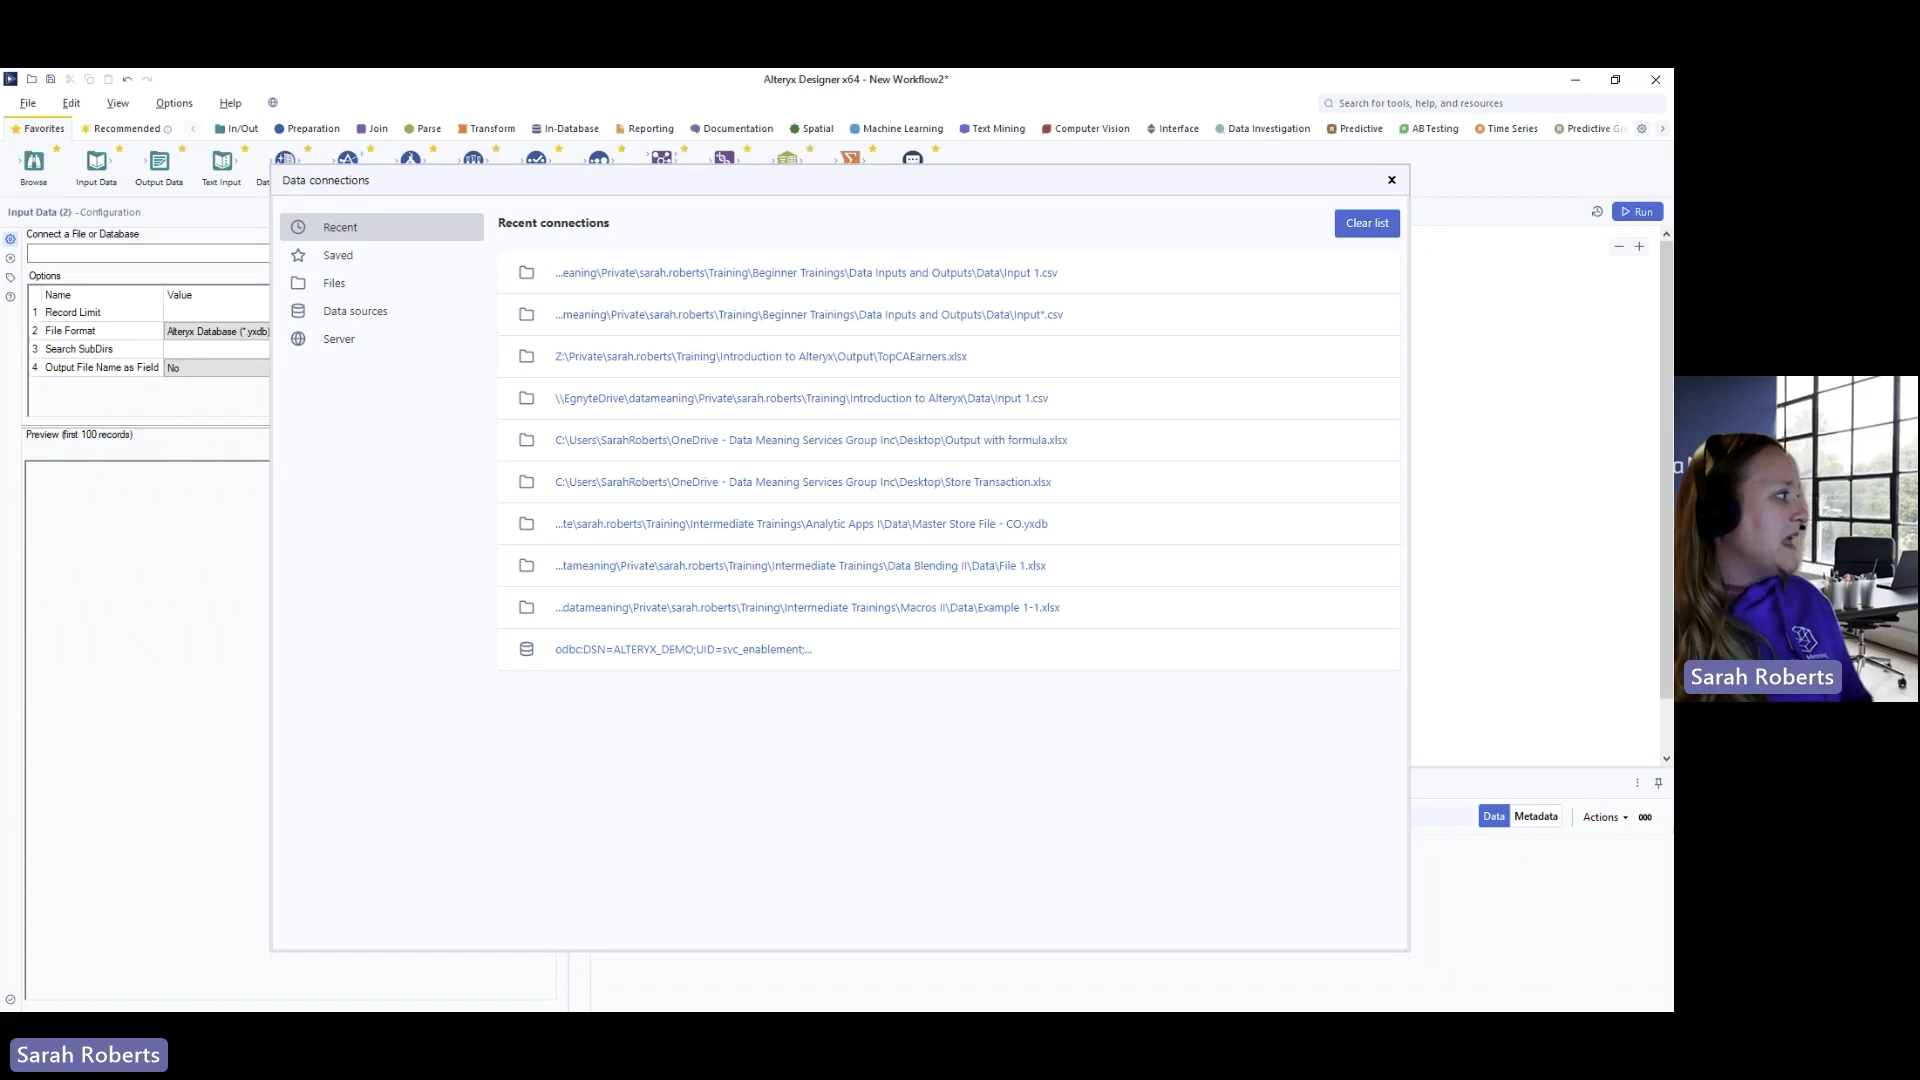 Alteryx Designer x64 - New Workflow2*
File Edit View Options Help
Search for tools, help, and resources
Favorites Recommended In/Out Preparation Join Parse Transform In-Database Reporting Documentation Spatial Machine Learning Text Mining Computer Vision Interface Data Investigation Predictive AB Testing Time Series Predictive
Browse Input Data Output Data Text Input
Data connections
Input Data (2) - Configuration
Run
Connect a File or Database
Options
Name Value
1 Record Limit
2 File Format Alteryx Database (*.yxdb)
3 Search SubDirs
4 Output File Name as Field No
Preview (first 100 records)
Recent
Saved
Files
Data sources
Server
Recent connections
Clear list
...eaning\Private\sarah.roberts\Training\Beginner Trainings\Data Inputs and Outputs\Data\Input 1.csv
...meaning\Private\sarah.roberts\Training\Beginner Trainings\Data Inputs and Outputs\Data\Input*.csv
Z:\Private\sarah.roberts\Training\Introduction to Alteryx\Output\TopCAEarners.xlsx
\\EgnyteDrive\datameaning\Private\sarah.roberts\Training\Introduction to Alteryx\Data\Input 1.csv
C:\Users\SarahRoberts\OneDrive - Data Meaning Services Group Inc\Desktop\Output with formula.xlsx
C:\Users\SarahRoberts\OneDrive - Data Meaning Services Group Inc\Desktop\Store Transaction.xlsx
...te\sarah.roberts\Training\Intermediate Trainings\Analytic Apps I\Data\Master Store File - CO.yxdb
...tameaning\Private\sarah.roberts\Training\Intermediate Trainings\Data Blending II\Data\File 1.xlsx
...datameaning\Private\sarah.roberts\Training\Intermediate Trainings\Macros II\Data\Example 1-1.xlsx
odbc:DSN=ALTERYX_DEMO;UID=svc_enablement;...
Data Metadata Actions
Sarah Roberts
Sarah Roberts